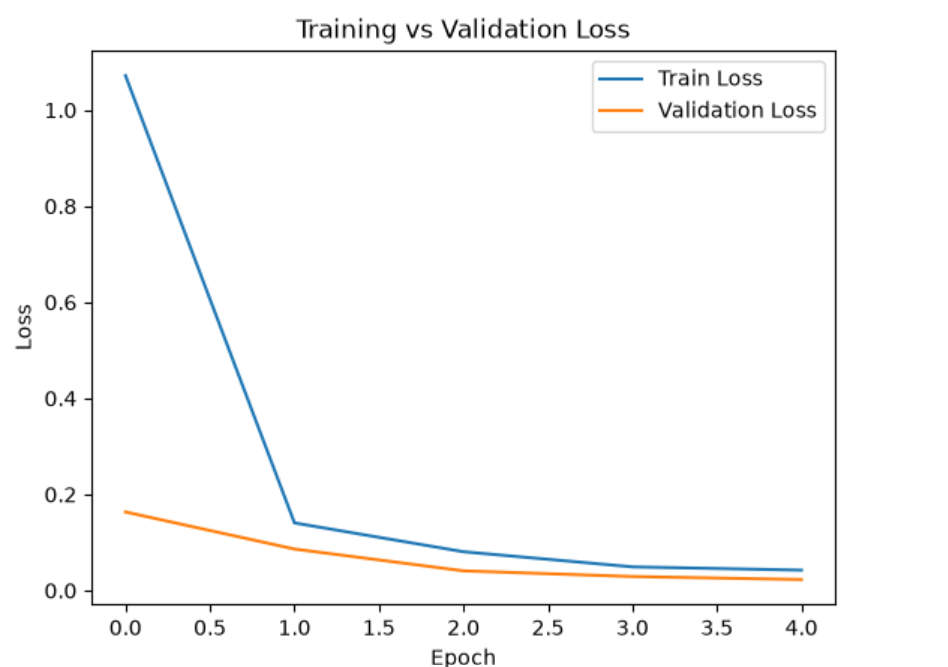 Training vs Validation Loss
Train Loss
Validation Loss
1.0
0.8
0.6
0.4
0.2
0.0
Loss
0.0 0.5 1.0 1.5 2.0 2.5 3.0 3.5 4.0
Epoch